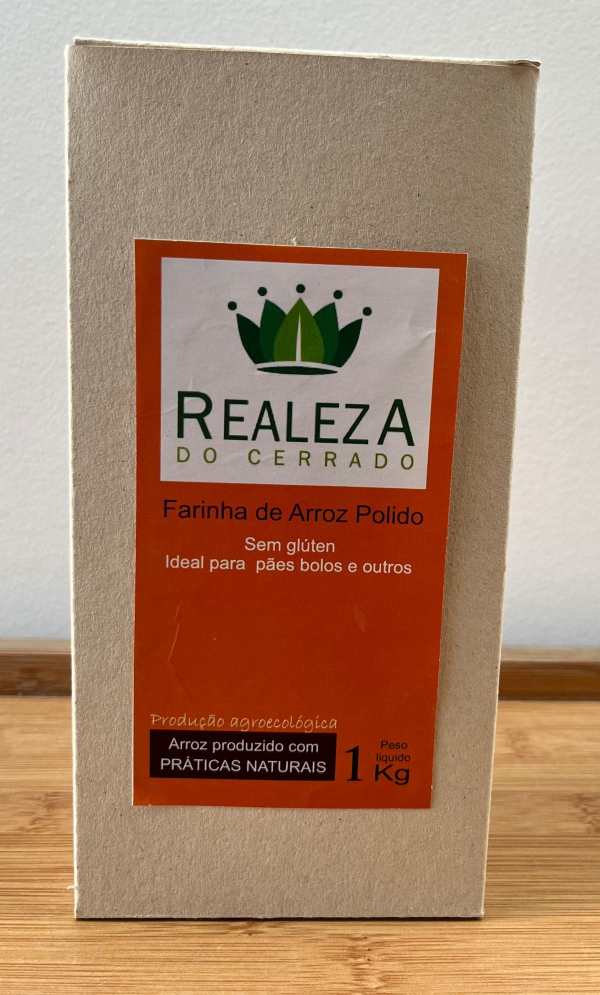 REALEZA
DO CERRADO
Farinha de Arroz Polido
Sem glúten
Ideal para pães bolos e outros
Produção agroecológica
Arroz produzido com
PRÁTICAS NATURAIS
1
Peso
liquido
Kg